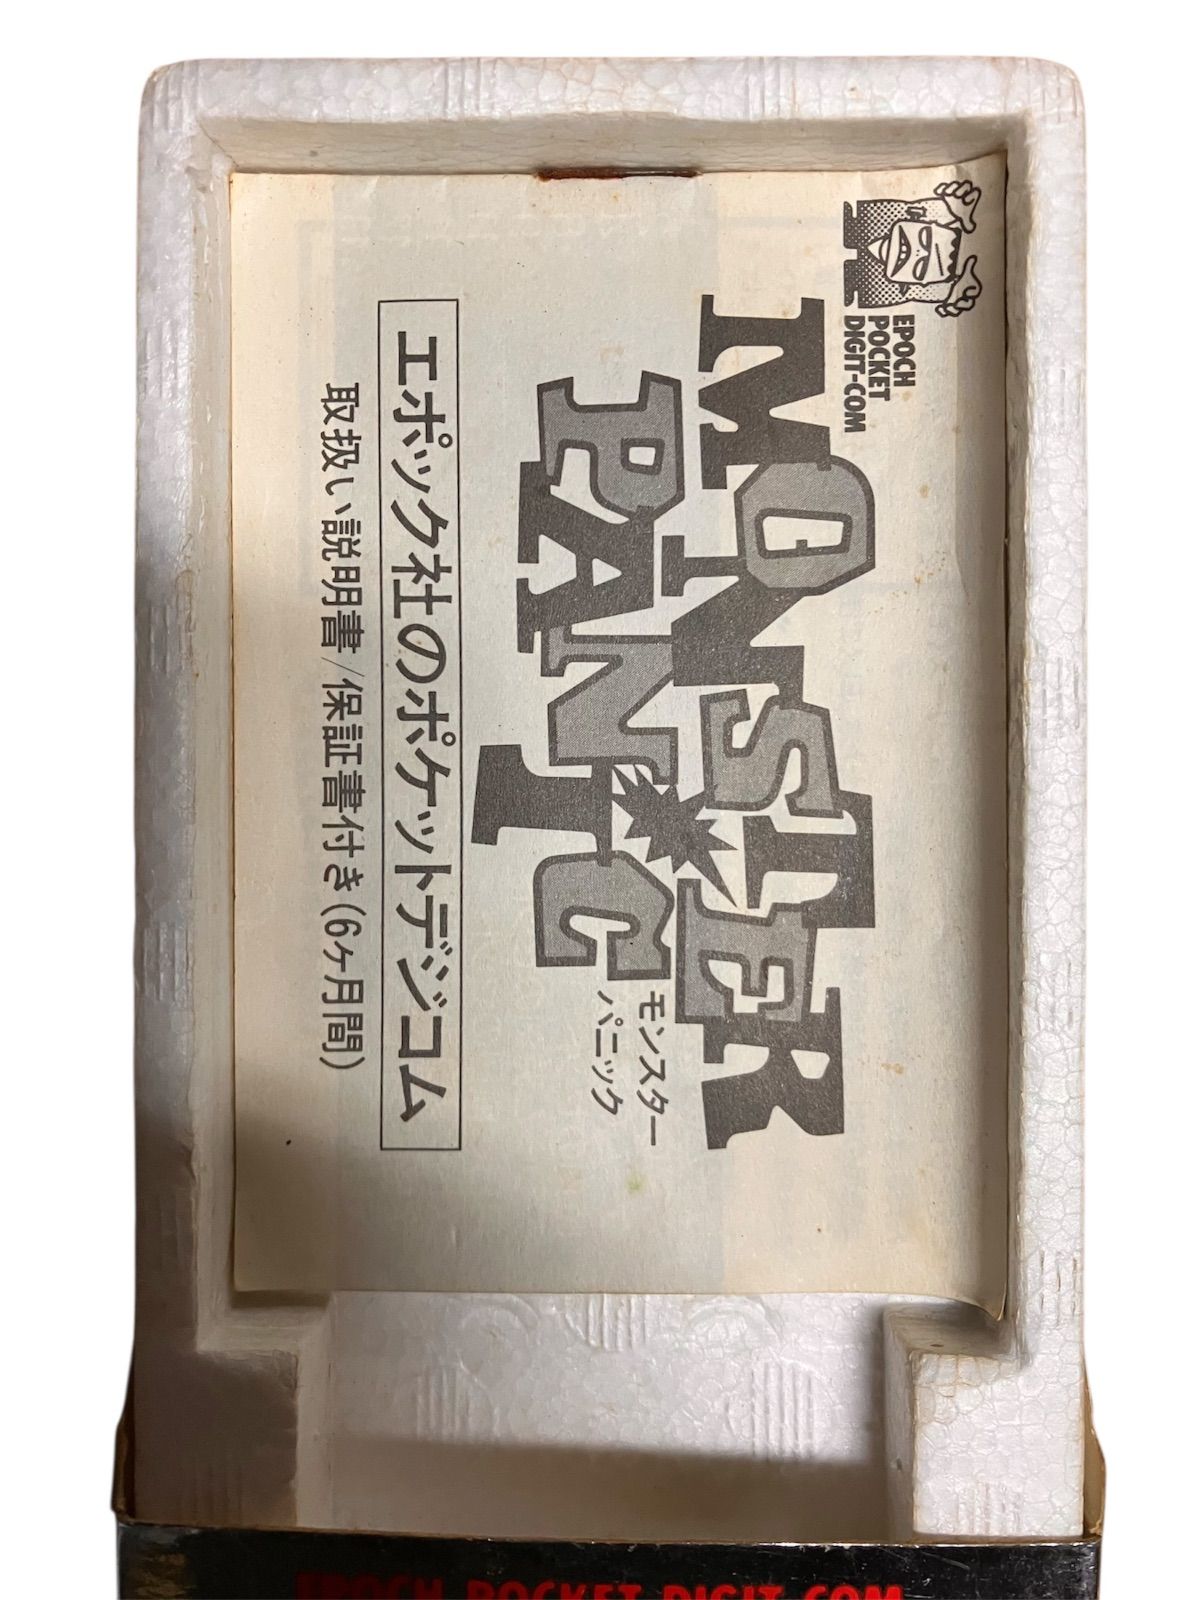 EPOCH
POCKET
DIGIT-COM
MONSTER
PANIC
モンスター
パニック
エポック社のポケットデジコム
取扱い説明書/保証書付き(6ヶ月間)
EPOCH POCKET DIGIT-COM